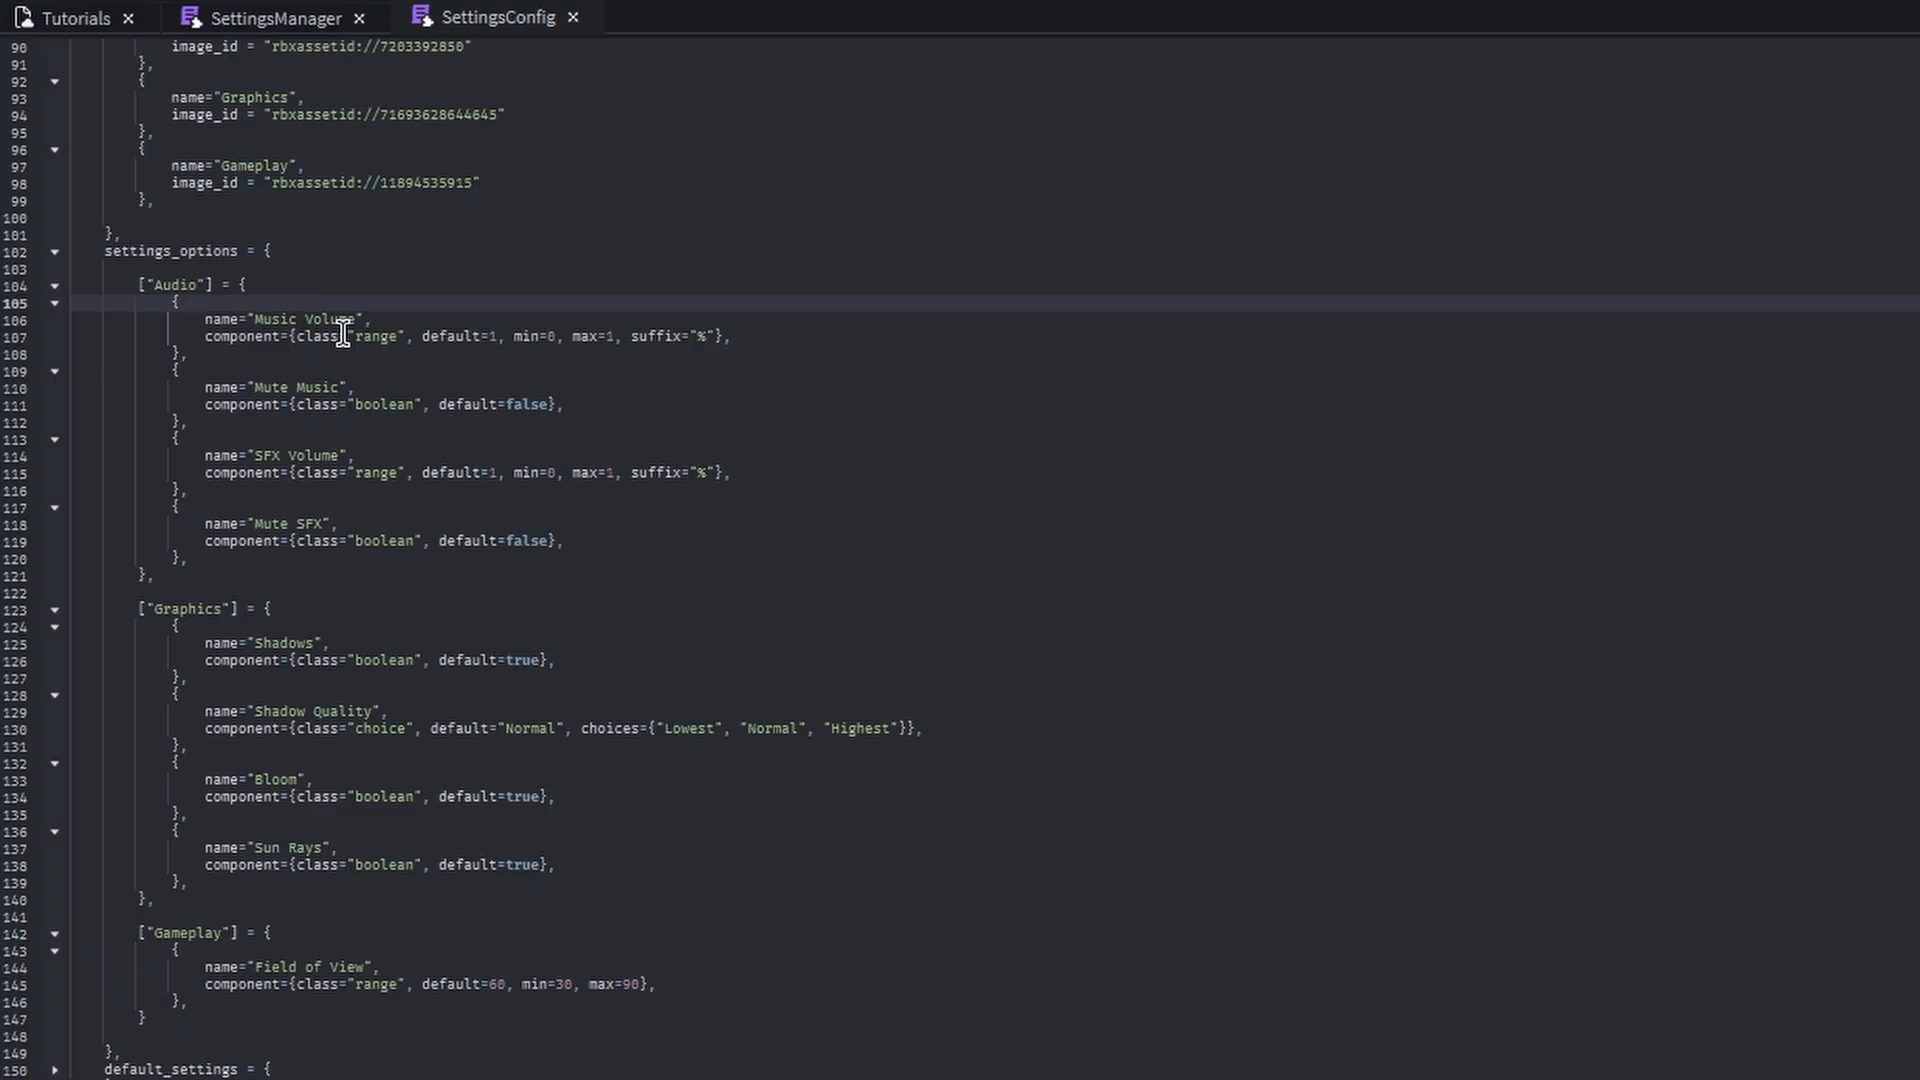 Tutorials × SettingsManager × SettingsConfig ×
90 image_id = "rbxassetid://7203392850"
91 },
92 {
93 name="Graphics",
94 image_id = "rbxassetid://71693628644645"
95 },
96 {
97 name="Gameplay",
98 image_id = "rbxassetid://11894535915"
99 },
100
101 },
102 settings_options = {
103
104 ["Audio"] = {
105 {
106 name="Music Volume",
107 component={class="range", default=1, min=0, max=1, suffix="%"},
108 },
109 {
110 name="Mute Music",
111 component={class="boolean", default=false},
112 },
113 {
114 name="SFX Volume",
115 component={class="range", default=1, min=0, max=1, suffix="%"},
116 },
117 {
118 name="Mute SFX",
119 component={class="boolean", default=false},
120 },
121 },
122
123 ["Graphics"] = {
124 {
125 name="Shadows",
126 component={class="boolean", default=true},
127 },
128 {
129 name="Shadow Quality",
130 component={class="choice", default="Normal", choices={"Lowest", "Normal", "Highest"}},
131 },
132 {
133 name="Bloom",
134 component={class="boolean", default=true},
135 },
136 {
137 name="Sun Rays",
138 component={class="boolean", default=true},
139 },
140 },
141
142 ["Gameplay"] = {
143 {
144 name="Field of View",
145 component={class="range", default=60, min=30, max=90},
146 },
147 }
148
149 },
150 default_settings = {